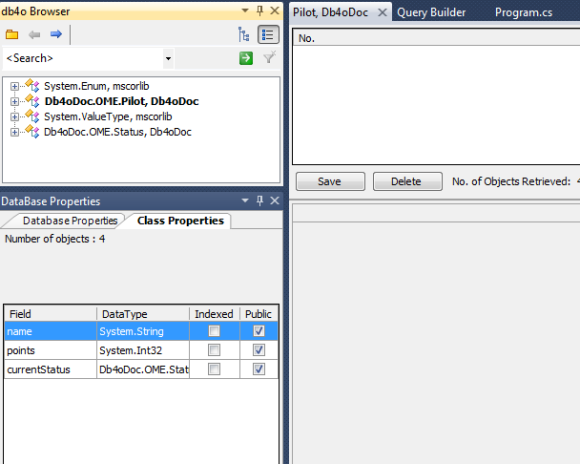 db4o Browser
<Search>
System.Enum, mscorlib
Db4oDoc.OME.Pilot, Db4oDoc
System.ValueType, mscorlib
Db4oDoc.OME.Status, Db4oDoc
DataBase Properties
Database Properties Class Properties
Number of objects : 4
Field DataType Indexed Public
name System.String
points System.Int32
currentStatus Db4oDoc.OME.Stat
Pilot, Db4oDoc Query Builder Program.cs
No.
Save Delete No. of Objects Retrieved: 4